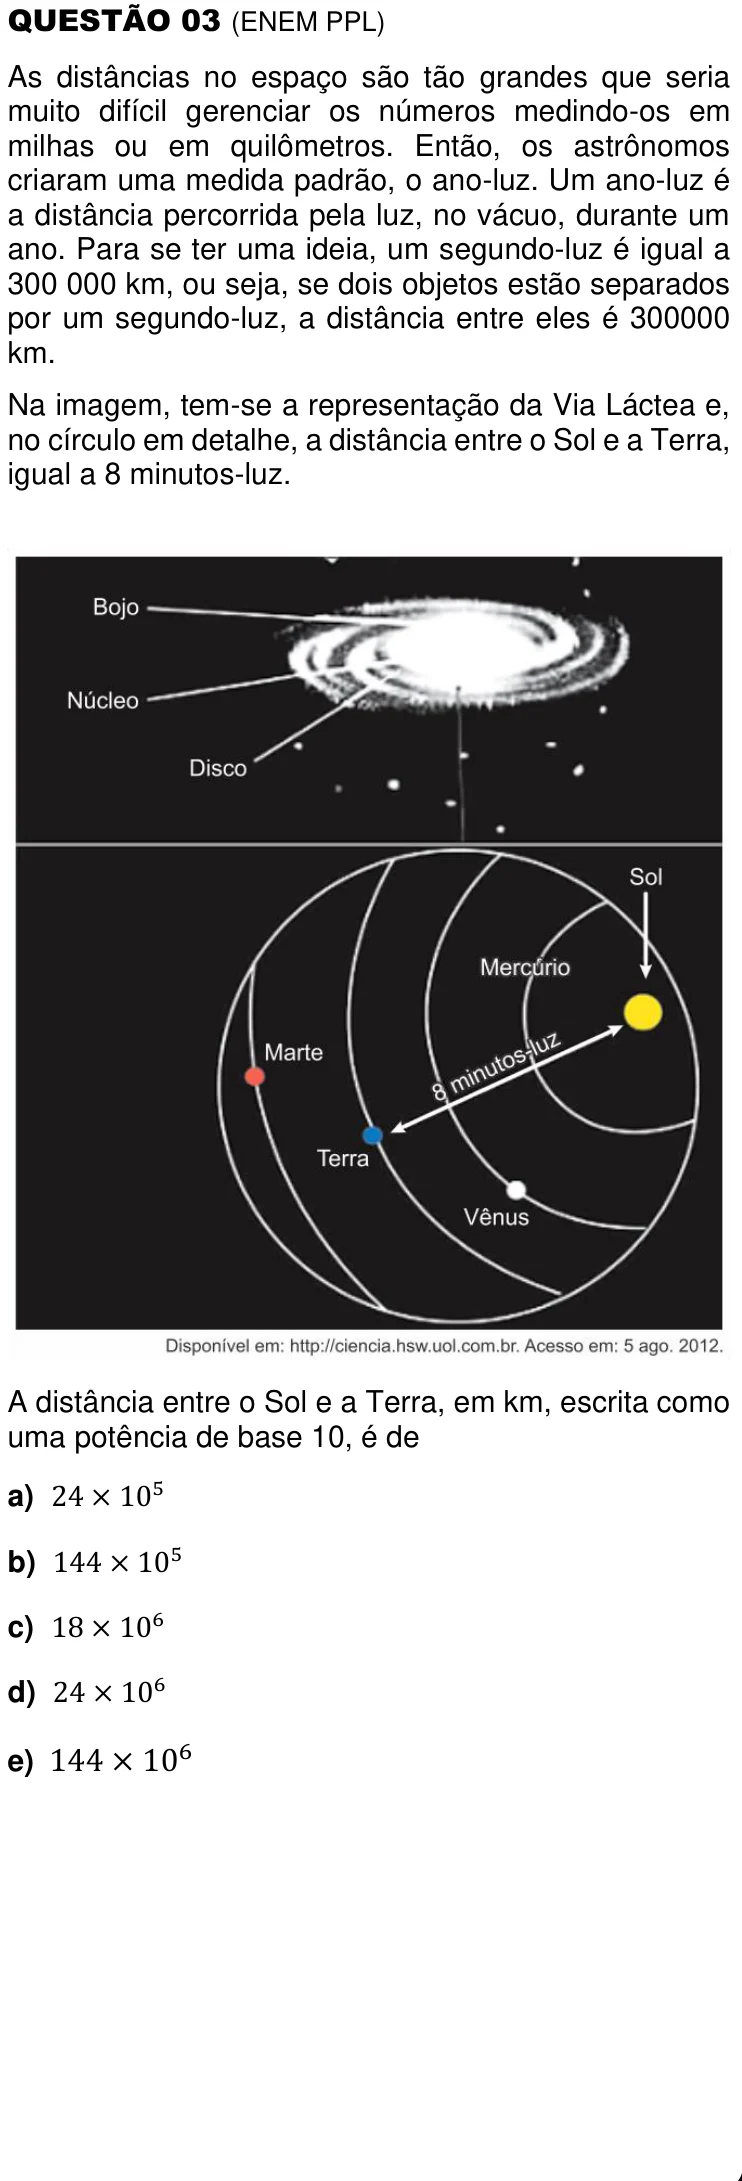 QUESTÃO 03 (ENEM PPL)
As distâncias no espaço são tão grandes que seria
muito difícil gerenciar os números medindo-os em
milhas ou em quilômetros. Então, os astrônomos
criaram uma medida padrão, o ano-luz. Um ano-luz é
a distância percorrida pela luz, no vácuo, durante um
ano. Para se ter uma ideia, um segundo-luz é igual a
300 000 km, ou seja, se dois objetos estão separados
por um segundo-luz, a distância entre eles é 300000
km.
Na imagem, tem-se a representação da Via Láctea e,
no círculo em detalhe, a distância entre o Sol e a Terra,
igual a 8 minutos-luz.
Bojo
Núcleo
Disco
Sol
Mercúrio
8 minutos-luz
Marte
Terra
Vênus
Disponível em: http://ciencia.hsw.uol.com.br. Acesso em: 5 ago. 2012.
A distância entre o Sol e a Terra, em km, escrita como
uma potência de base 10, é de
a) 24 × 10⁵
b) 144 × 10⁵
c) 18 × 10⁶
d) 24 × 10⁶
e) 144 × 10⁶